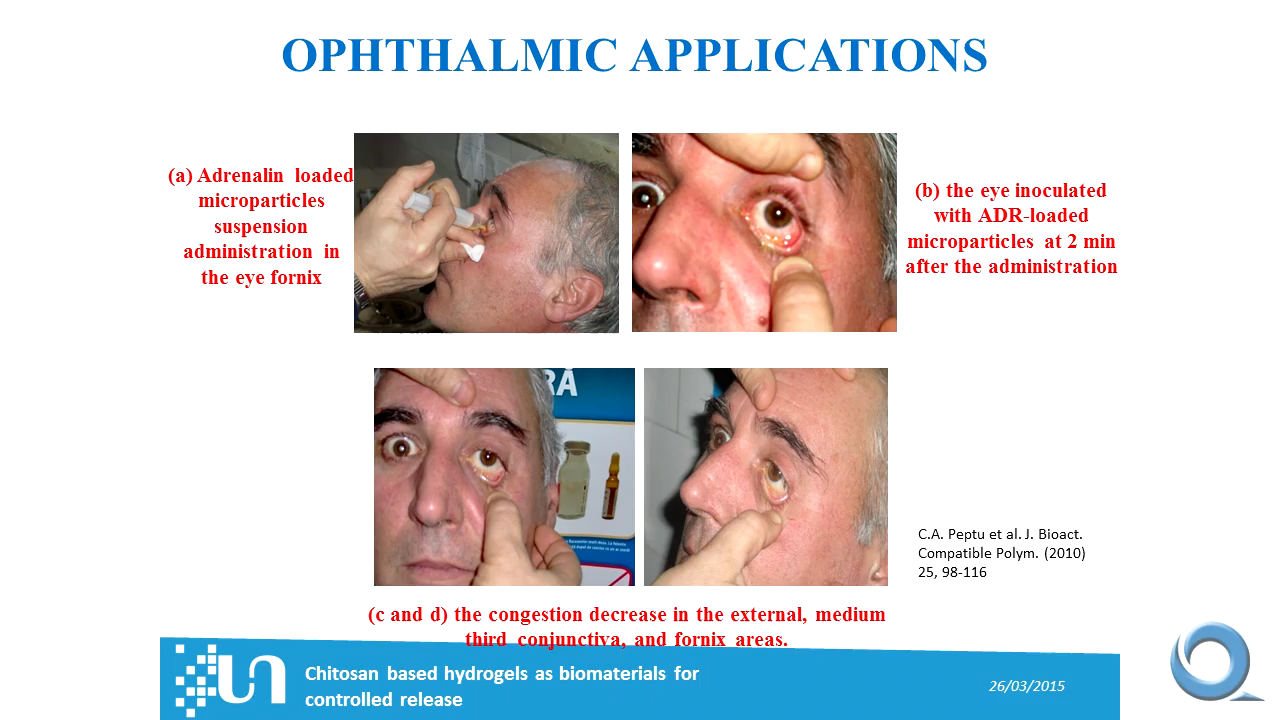 OPHTHALMIC APPLICATIONS
(a) Adrenalin loaded
microparticles
suspension
administration in
the eye fornix
(b) the eye inoculated
with ADR-loaded
microparticles at 2 min
after the administration
RĂ
C.A. Peptu et al. J. Bioact.
Compatible Polym. (2010)
25, 98-116
(c and d) the congestion decrease in the external, medium
third conjunctiva, and fornix areas.
Chitosan based hydrogels as biomaterials for
controlled release
26/03/2015